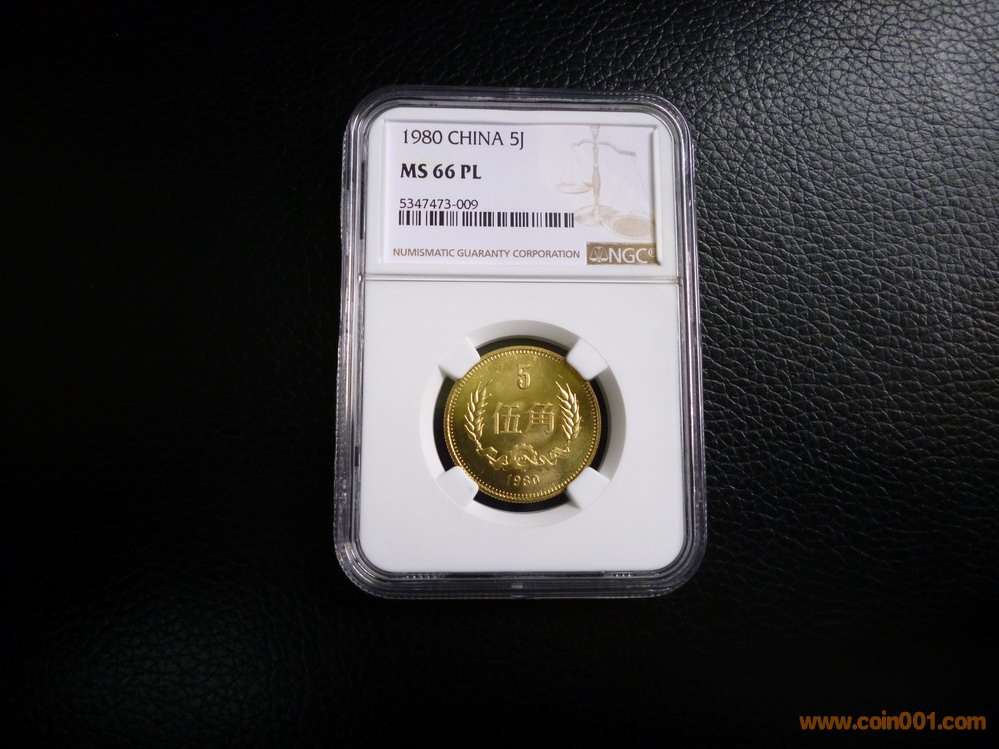 1980 CHINA 5J
MS 66 PL
5347473-009
NUMISMATIC GUARANTY CORPORATION
NGC®
5
伍角
1980
www.coin001.com